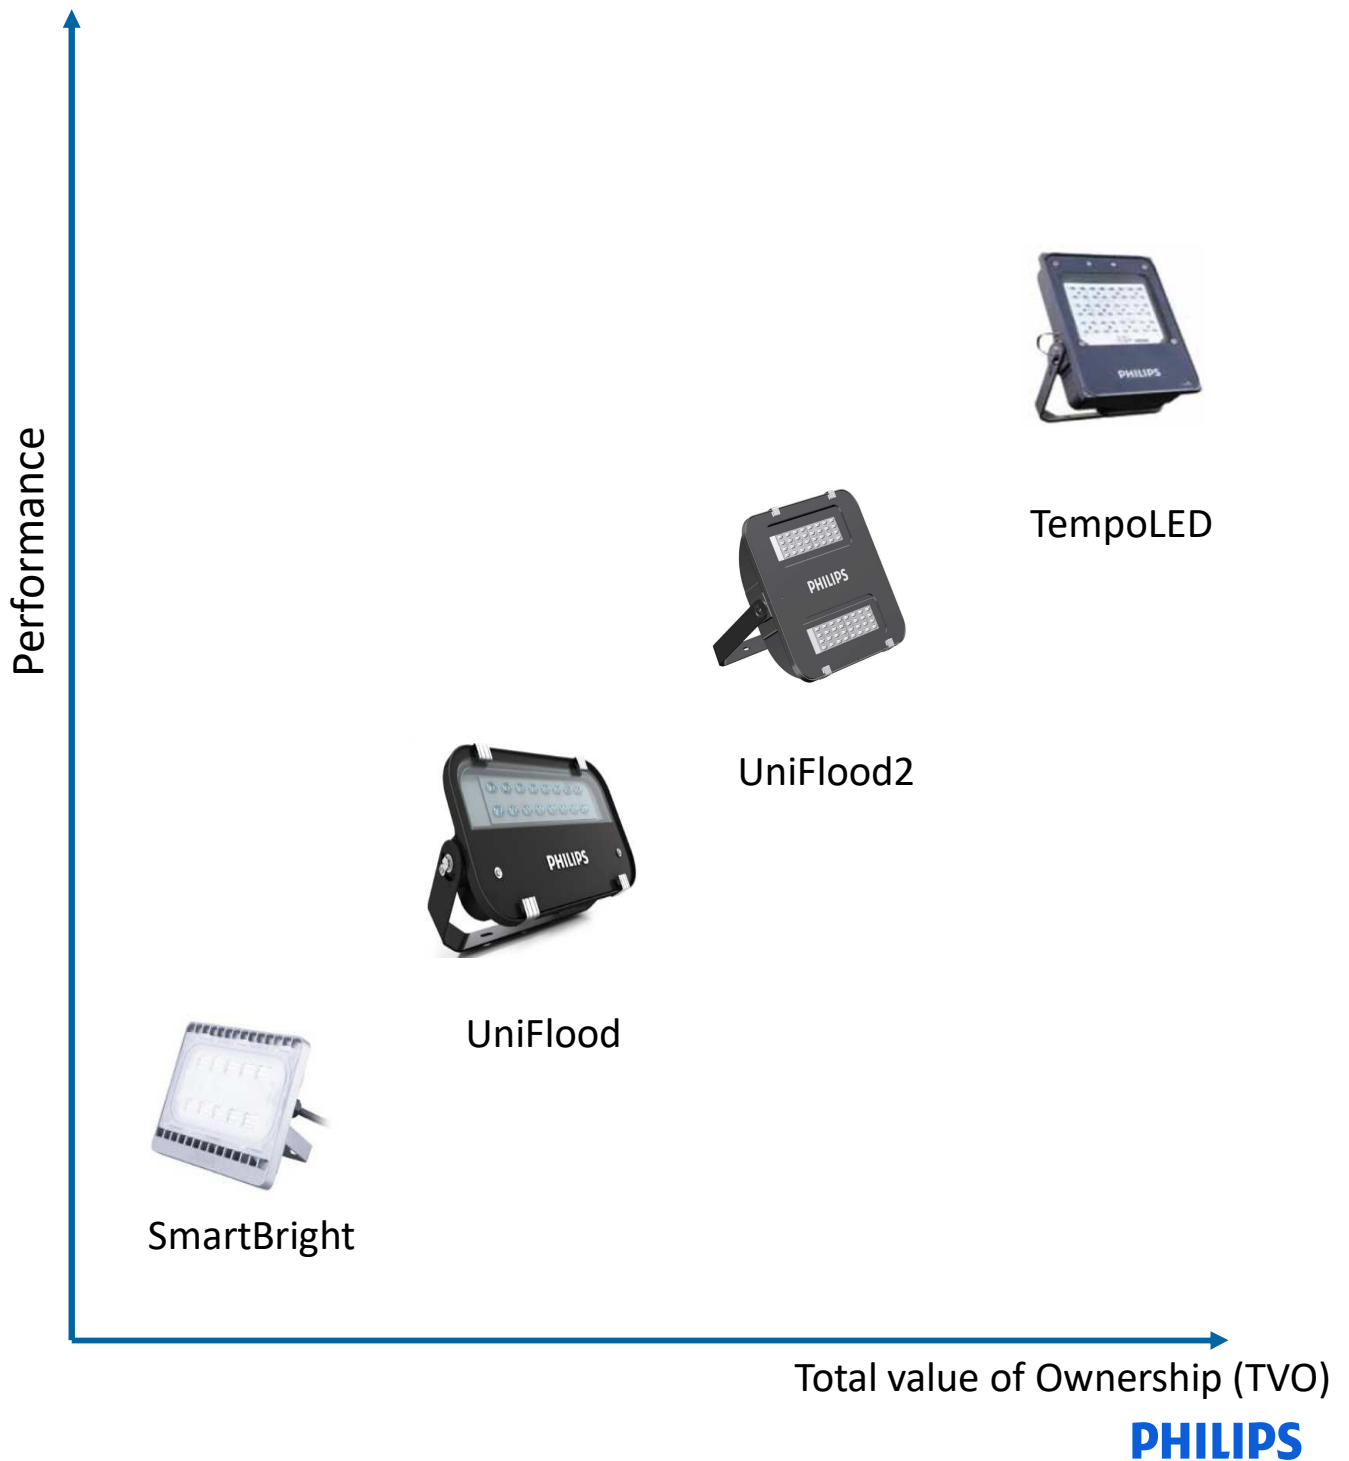 Performance
PHILIPS
TempoLED
PHILIPS
UniFlood2
PHILIPS
UniFlood
SmartBright
Total value of Ownership (TVO)
PHILIPS